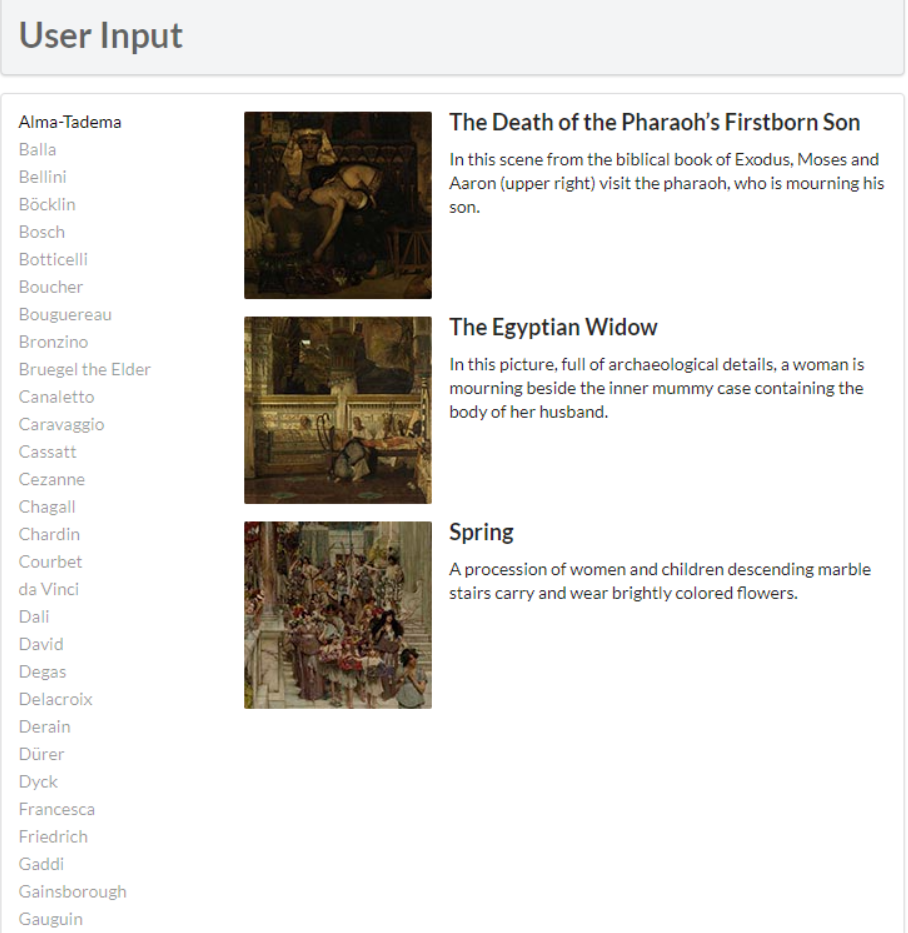 User Input
Alma-Tadema
Balla
Bellini
Böcklin
Bosch
Botticelli
Boucher
Bouguereau
Bronzino
Bruegel the Elder
Canaletto
Caravaggio
Cassatt
Cezanne
Chagall
Chardin
Courbet
da Vinci
Dali
David
Degas
Delacroix
Derain
Dürer
Dyck
Francesca
Friedrich
Gaddi
Gainsborough
Gauguin
The Death of the Pharaoh’s Firstborn Son
In this scene from the biblical book of Exodus, Moses and
Aaron (upper right) visit the pharaoh, who is mourning his
son.
The Egyptian Widow
In this picture, full of archaeological details, a woman is
mourning beside the inner mummy case containing the
body of her husband.
Spring
A procession of women and children descending marble
stairs carry and wear brightly colored flowers.